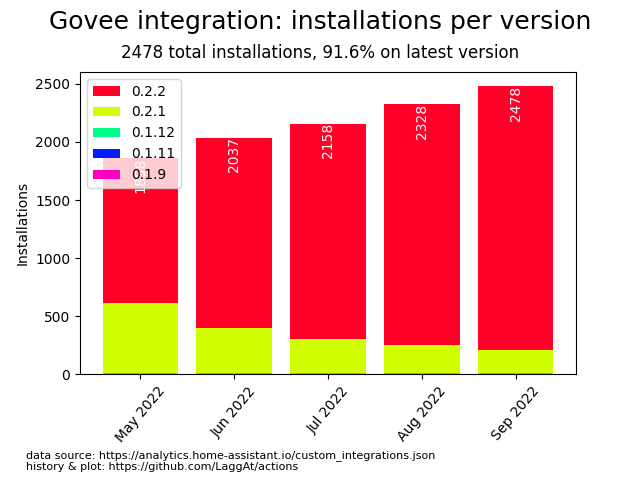 Govee integration: installations per version
2478 total installations, 91.6% on latest version
0.2.2
0.2.1
0.1.12
0.1.11
0.1.9
2500
2000
1500
1000
500
0
Installations
2037
2158
2328
2478
May 2022
Jun 2022
Jul 2022
Aug 2022
Sep 2022
data source: https://analytics.home-assistant.io/custom_integrations.json
history & plot: https://github.com/LaggAt/actions